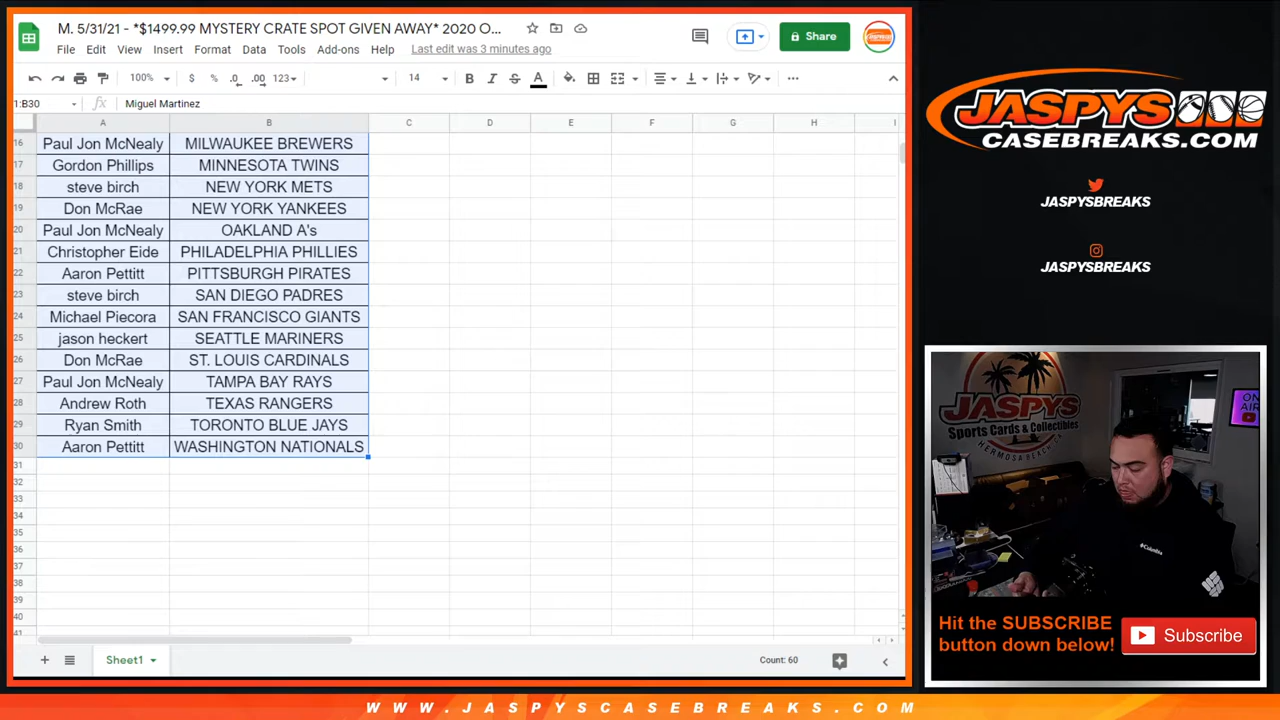 M. 5/31/21 - *$1499.99 MYSTERY CRATE SPOT GIVEN AWAY* 2020 O...
File Edit View Insert Format Data Tools Add-ons Help Last edit was 3 minutes ago
Share
100% $ % .0 .00 123 14 B I S A
1:B30 fx Miguel Martinez
A B C D E F G H I
16 Paul Jon McNealy MILWAUKEE BREWERS
17 Gordon Phillips MINNESOTA TWINS
18 steve birch NEW YORK METS
19 Don McRae NEW YORK YANKEES
20 Paul Jon McNealy OAKLAND A's
21 Christopher Eide PHILADELPHIA PHILLIES
22 Aaron Pettitt PITTSBURGH PIRATES
23 steve birch SAN DIEGO PADRES
24 Michael Piecora SAN FRANCISCO GIANTS
25 jason heckert SEATTLE MARINERS
26 Don McRae ST. LOUIS CARDINALS
27 Paul Jon McNealy TAMPA BAY RAYS
28 Andrew Roth TEXAS RANGERS
29 Ryan Smith TORONTO BLUE JAYS
30 Aaron Pettitt WASHINGTON NATIONALS
31
32
33
34
35
36
37
38
39
40
41
Sheet1
Count: 60
JASPYS
CASEBREAKS.COM
JASPYSBREAKS
JASPYSBREAKS
JASPYS
Sports Cards & Collectibles
HERMOSA BEACH
ON
AIR
Columbia
Hit the SUBSCRIBE
button down below!
Subscribe
WWW.JASPYSCASEBREAKS.COM